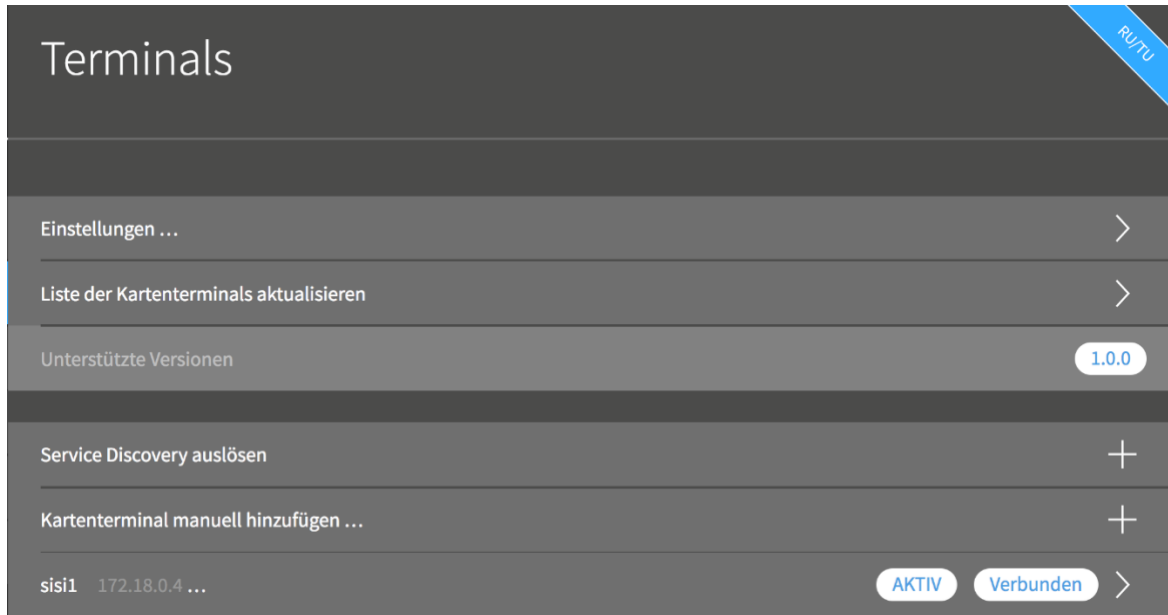 Terminals
RU/TU
Einstellungen ...
Liste der Kartenterminals aktualisieren
Unterstützte Versionen 1.0.0
Service Discovery auslösen
Kartenterminal manuell hinzufügen ...
sisi1 172.18.0.4 ... AKTIV Verbunden